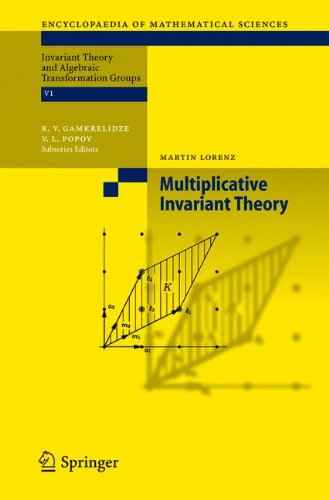 ENCYCLOPAEDIA OF MATHEMATICAL SCIENCES
Invariant Theory
and Algebraic
Transformation Groups
VI
R. V. GAMKRELIDZE
V. L. POPOV
Subseries Editors
MARTIN LORENZ
Multiplicative
Invariant Theory
K
Springer